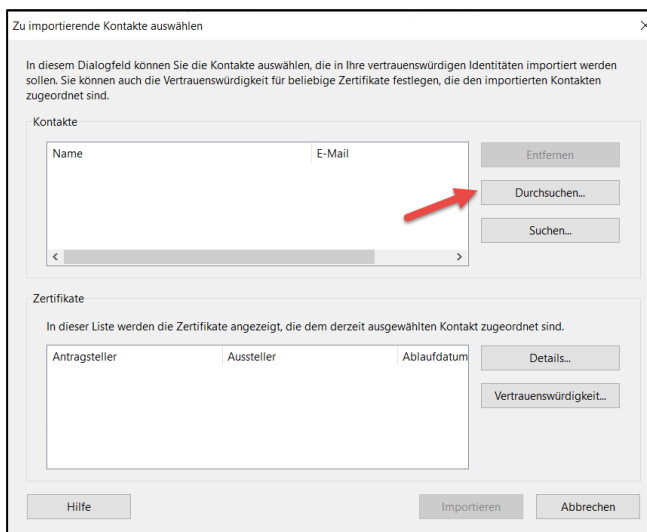 Zu importierende Kontakte auswählen
In diesem Dialogfeld können Sie die Kontakte auswählen, die in Ihre vertrauenswürdigen Identitäten importiert werden
sollen. Sie können auch die Vertrauenswürdigkeit für beliebige Zertifikate festlegen, die den importierten Kontakten
zugeordnet sind.
Kontakte
Name E-Mail
Entfernen
Durchsuchen...
Suchen...
Zertifikate
In dieser Liste werden die Zertifikate angezeigt, die dem derzeit ausgewählten Kontakt zugeordnet sind.
Antragsteller Aussteller Ablaufdatum
Details...
Vertrauenswürdigkeit...
Hilfe Importieren Abbrechen